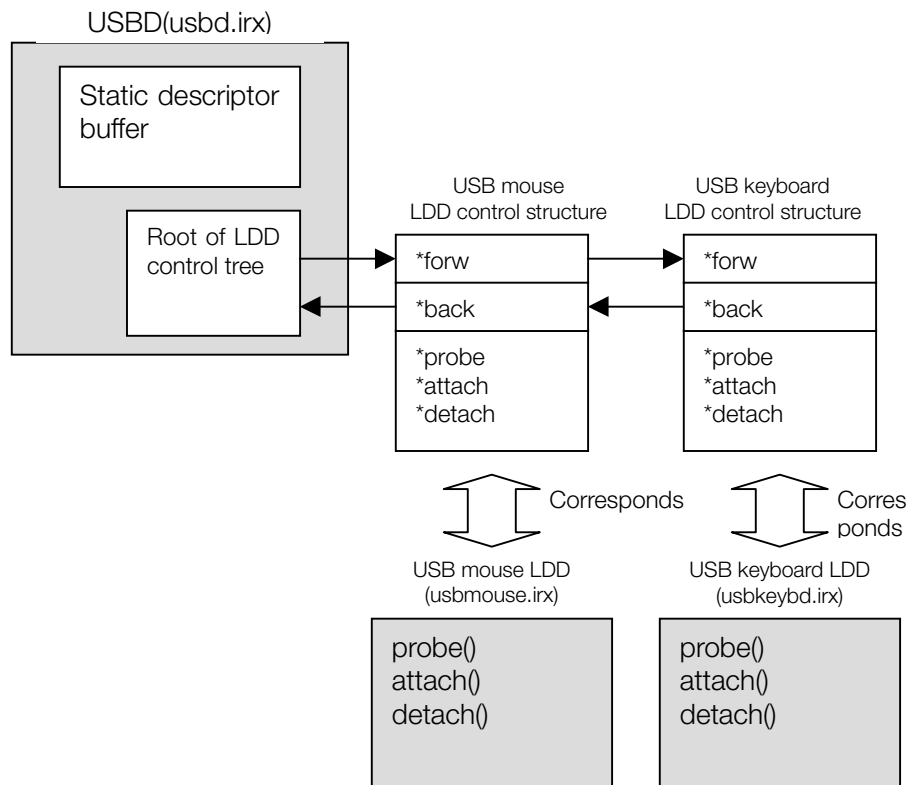 USBD(usbd.irx)
Static descriptor
buffer
Root of LDD
control tree
USB mouse
LDD control structure
*forw
*back
*probe
*attach
*detach
USB keyboard
LDD control structure
*forw
*back
*probe
*attach
*detach
Corresponds
Corres
ponds
USB mouse LDD
(usbmouse.irx)
probe()
attach()
detach()
USB keyboard LDD
(usbkeybd.irx)
probe()
attach()
detach()